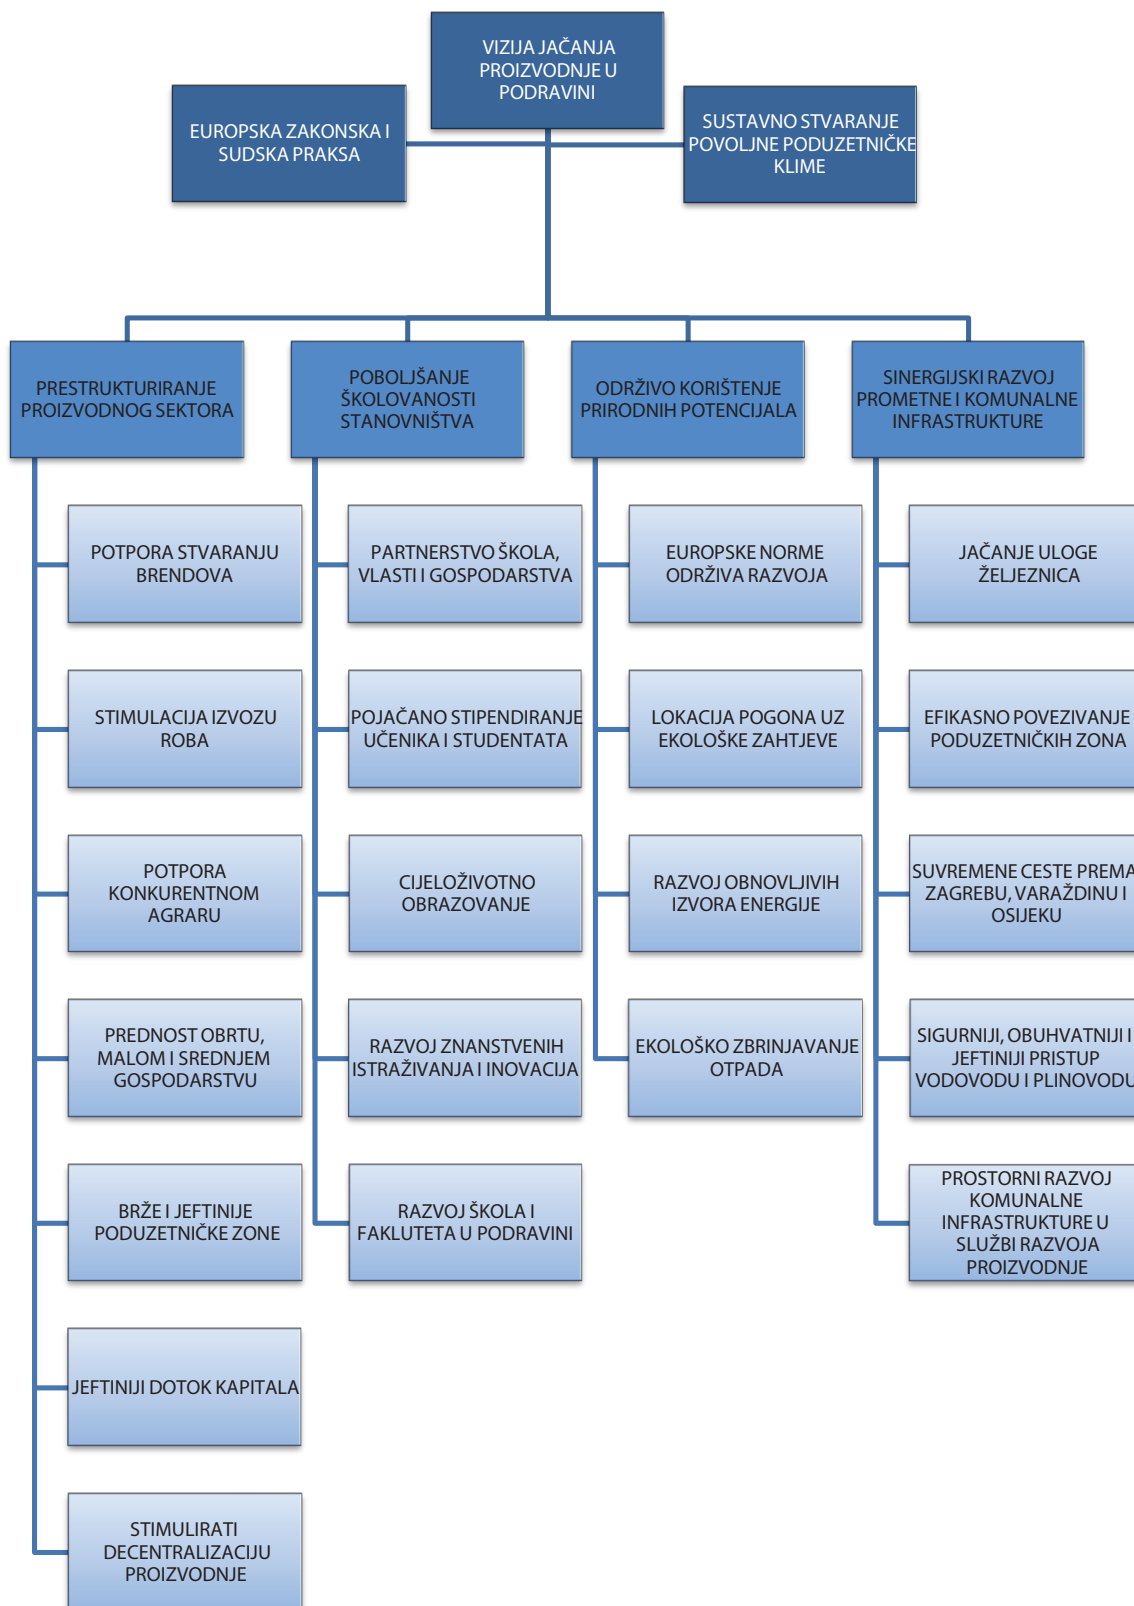 VIZIJA JAČANJA
PROIZVODNJE U
PODRAVINI
EUROPSKA ZAKONSKA I
SUDSKA PRAKSA
SUSTAVNO STVARANJE
POVOLJNE PODUZETNIČKE
KLIME
PRESTRUKTURIRANJE
PROIZVODNOG SEKTORA
POTPORA STVARANJU
BRENDOVA
STIMULACIJA IZVOZU
ROBA
POTPORA
KONKURENTNOM
AGRARU
PREDNOST OBRTU,
MALOM I SREDNJEM
GOSPODARSTVU
BRŽE I JEFTINIJE
PODUZETNIČKE ZONE
JEFTINIJI DOTOK KAPITALA
STIMULIRATI
DECENTRALIZACIJU
PROIZVODNJE
POBOLJŠANJE
ŠKOLOVANOSTI
STANOVNIŠTVA
PARTNERSTVO ŠKOLA,
VLASTI I GOSPODARSTVA
POJAČANO STIPENDIRANJE
UČENIKA I STUDENTATA
CIJELOŽIVOTNO
OBRAZOVANJE
RAZVOJ ZNANSTVENIH
ISTRAŽIVANJA I INOVACIJA
RAZVOJ ŠKOLA I
FAKLUTETA U PODRAVINI
ODRŽIVO KORIŠTENJE
PRIRODNIH POTENCIJALA
EUROPSKE NORME
ODRŽIVA RAZVOJA
LOKACIJA POGONA UZ
EKOLOŠKE ZAHTJEVE
RAZVOJ OBNOVLJIVIH
IZVORA ENERGIJE
EKOLOŠKO ZBRINJAVANJE
OTPADA
SINERGIJSKI RAZVOJ
PROMETNE I KOMUNALNE
INFRASTRUKTURE
JAČANJE ULOGE
ŽELJEZNICA
EFIKASNO POVEZIVANJE
PODUZETNIČKIH ZONA
SUVREMENE CESTE PREMA
ZAGREBU, VARAŽDINU I
OSIJEKU
SIGURNIJI, OBUHVATNIJI I
JEFTINIJI PRISTUP
VODOVODU I PLINOVODU
PROSTORNI RAZVOJ
KOMUNALNE
INFRASTRUKTURE U
SLUŽBI RAZVOJA
PROIZVODNJE